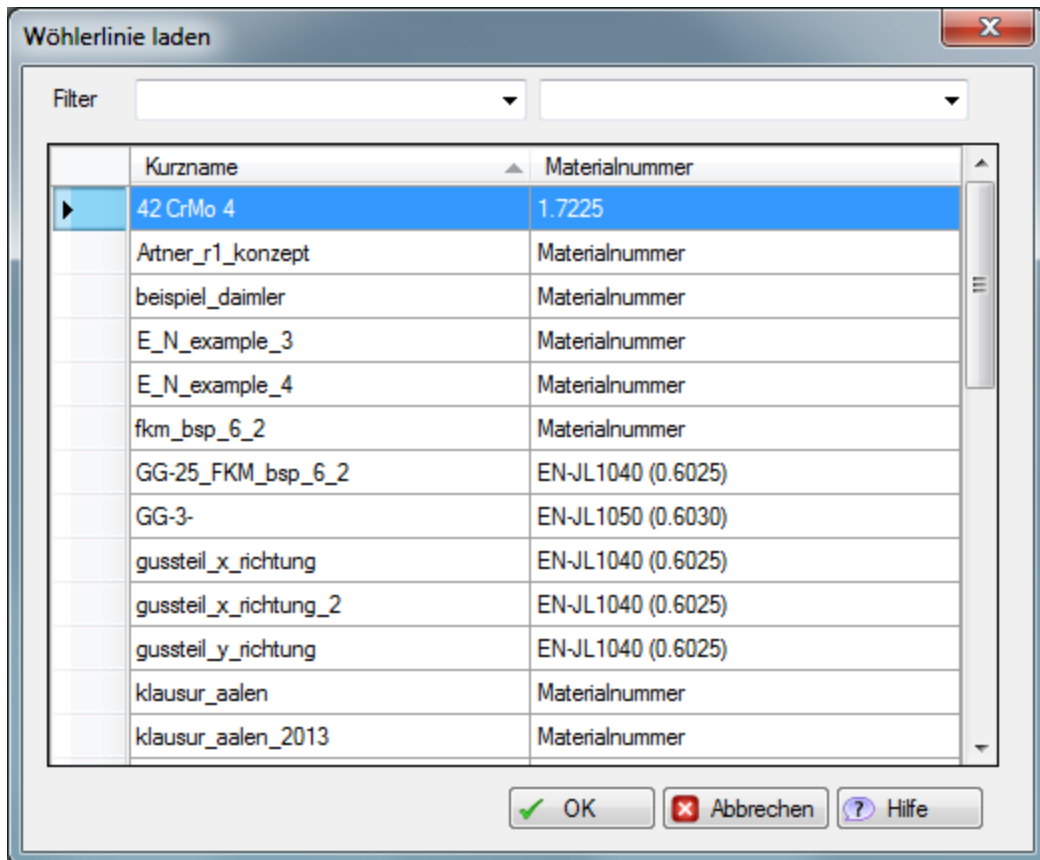 Wöhlerlinie laden
Filter
Kurzname Materialnummer
42 CrMo 4 1.7225
Artner_r1_konzept Materialnummer
beispiel_daimler Materialnummer
E_N_example_3 Materialnummer
E_N_example_4 Materialnummer
fkm_bsp_6_2 Materialnummer
GG-25_FKM_bsp_6_2 EN-JL1040 (0.6025)
GG-3- EN-JL1050 (0.6030)
gussteil_x_richtung EN-JL1040 (0.6025)
gussteil_x_richtung_2 EN-JL1040 (0.6025)
gussteil_y_richtung EN-JL1040 (0.6025)
klausur_aalen Materialnummer
klausur_aalen_2013 Materialnummer
OK Abbrechen Hilfe